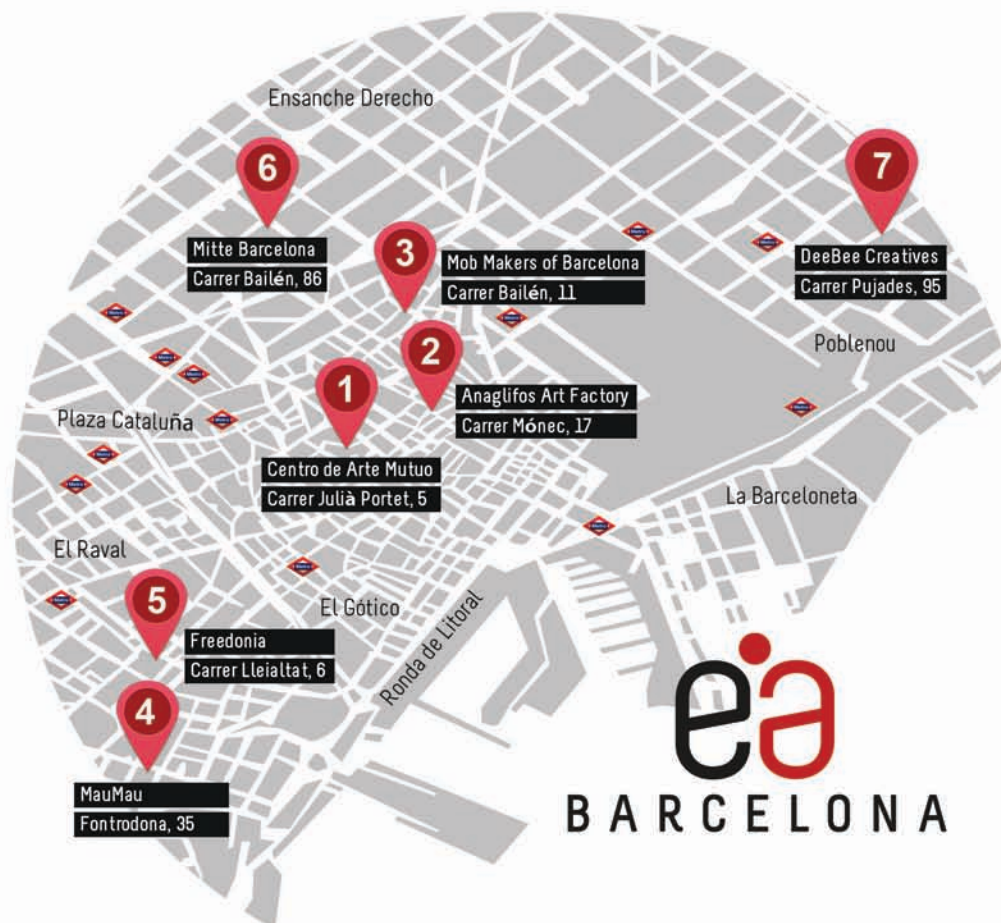 Ensanche Derecho
6
Mitte Barcelona
Carrer Bailén, 86
3
Mob Makers of Barcelona
Carrer Bailén, 11
7
DeeBee Creatives
Carrer Pujades, 95
Poblenou
2
Anaglifos Art Factory
Carrer Mónec, 17
1
Centro de Arte Mutuo
Carrer Julià Portet, 5
Plaza Cataluña
La Barceloneta
El Raval
El Gótico
5
Freedonia
Carrer Lleialtat, 6
Ronda de Litoral
4
MauMau
Fontrodona, 35
ea
BARCELONA